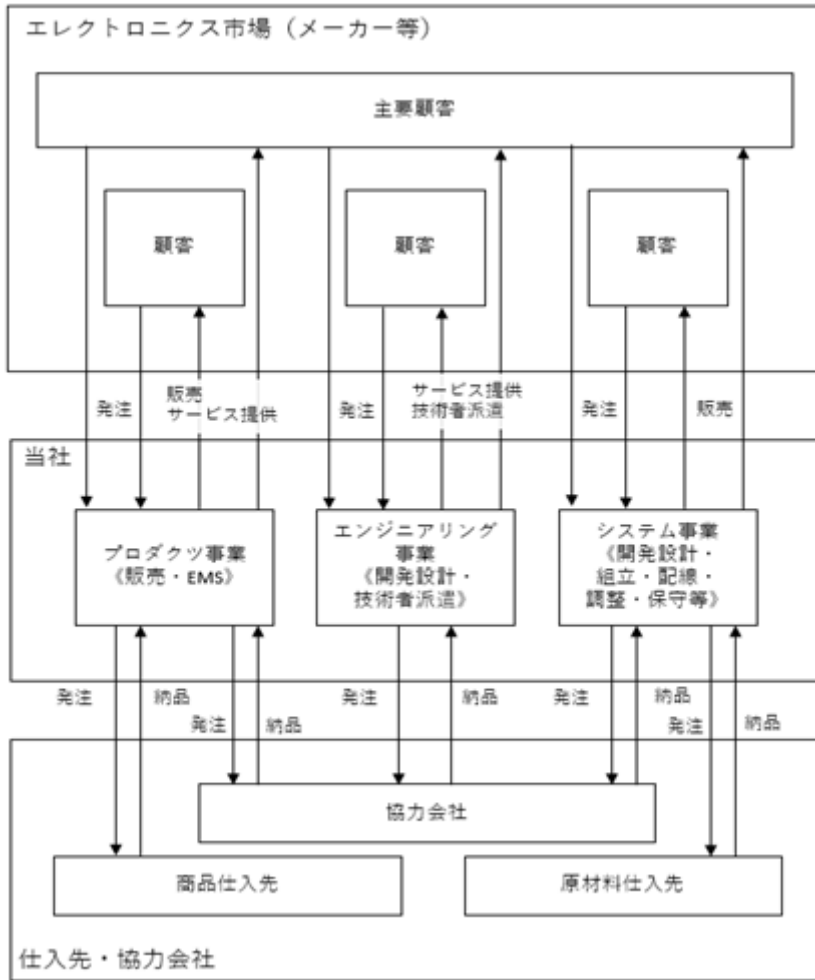 エレクトロニクス市場（メーカー等）
主要顧客
顧客
顧客
顧客
発注
販売
サービス提供
発注
サービス提供
技術者派遣
発注
販売
当社
プロダクツ事業
《販売・EMS》
エンジニアリング
事業
《開発設計・
技術者派遣》
システム事業
《開発設計・
組立・配線・
調整・保守等》
発注
納品
発注
納品
発注
納品
発注
納品
発注
納品
協力会社
商品仕入先
原材料仕入先
仕入先・協力会社